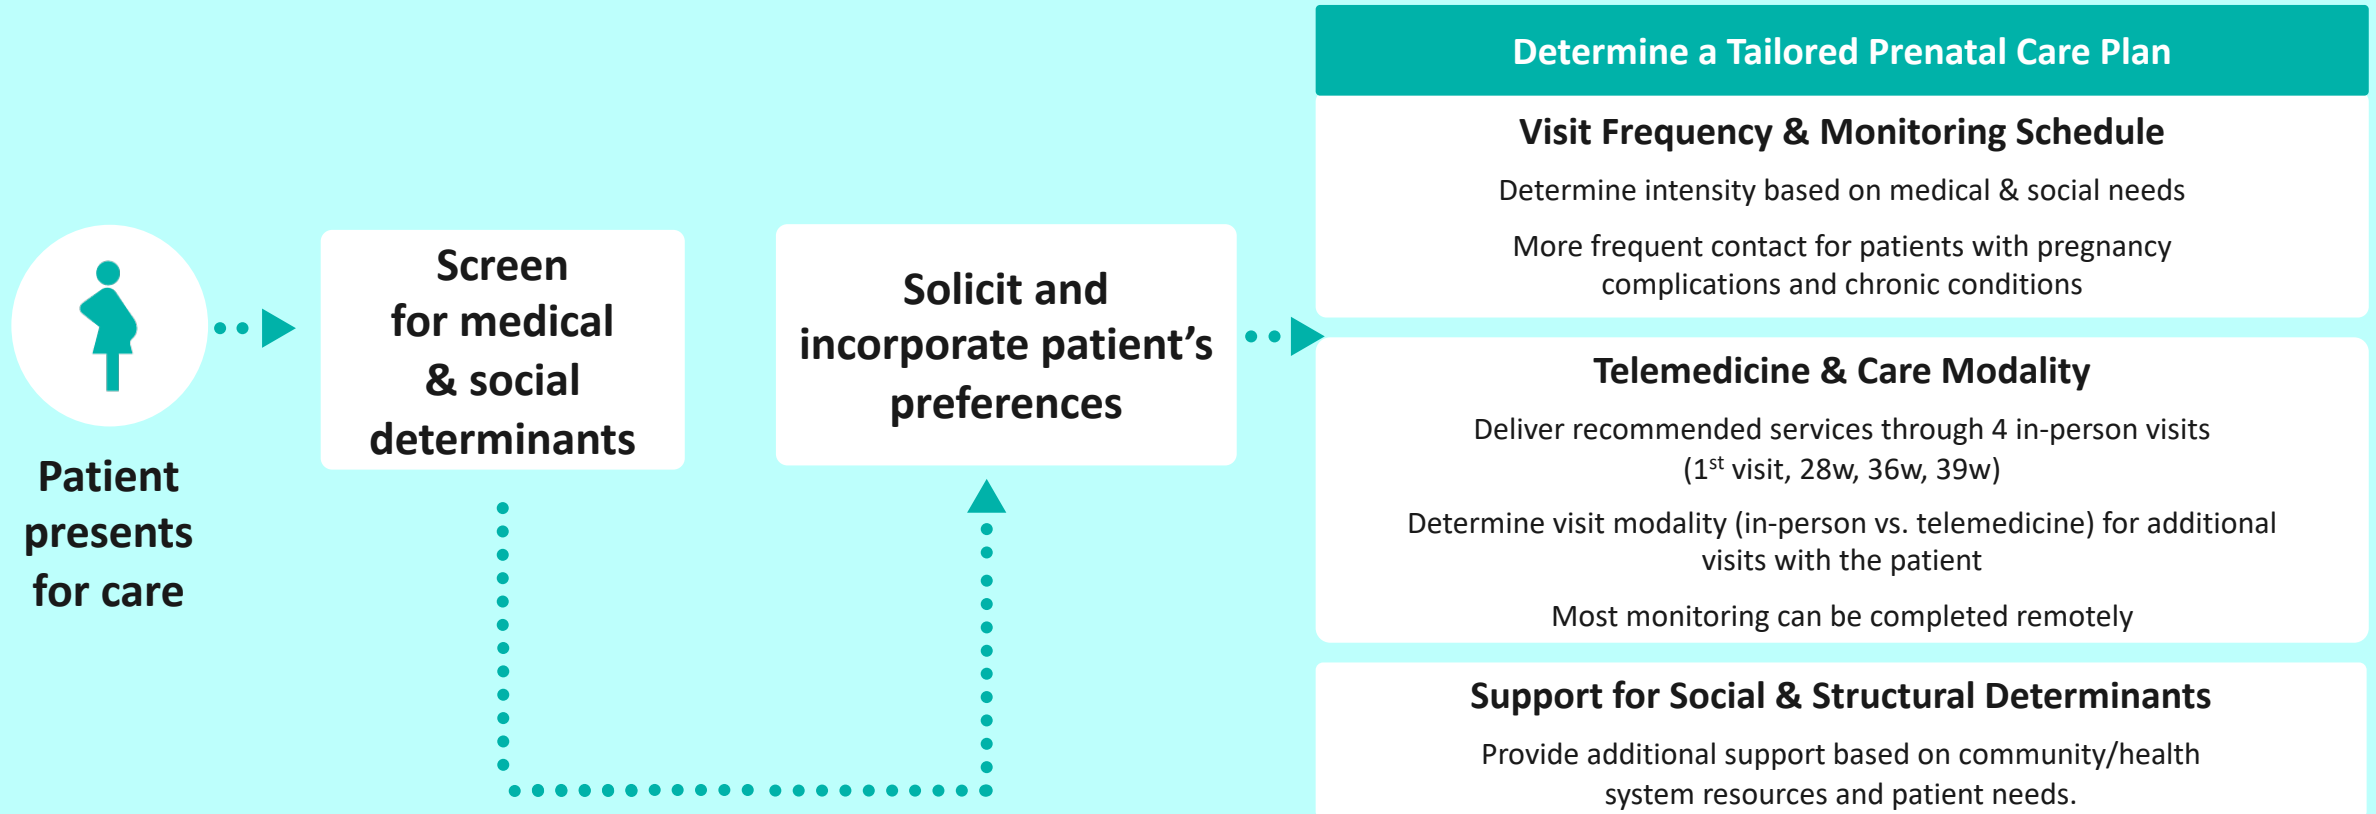 Patient
presents
for care
Screen
for medical
& social
determinants
Solicit and
incorporate patient’s
preferences
Determine a Tailored Prenatal Care Plan
Visit Frequency & Monitoring Schedule
Determine intensity based on medical & social needs
More frequent contact for patients with pregnancy
complications and chronic conditions
Telemedicine & Care Modality
Deliver recommended services through 4 in-person visits
(1st visit, 28w, 36w, 39w)
Determine visit modality (in-person vs. telemedicine) for additional
visits with the patient
Most monitoring can be completed remotely
Support for Social & Structural Determinants
Provide additional support based on community/health
system resources and patient needs.